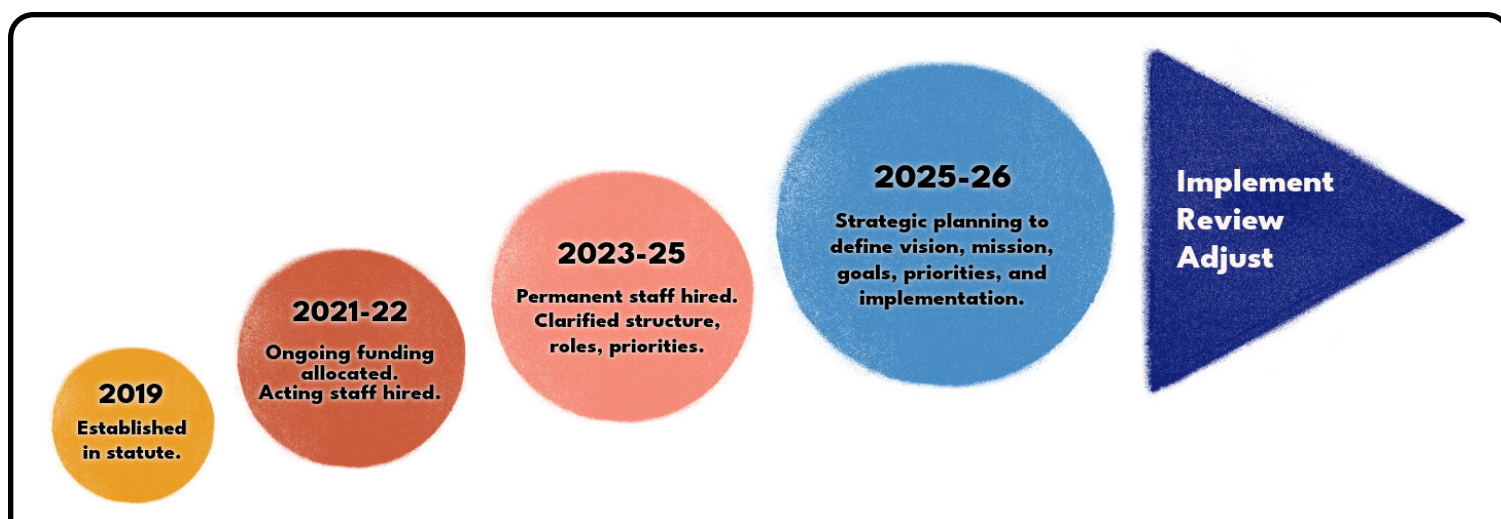 2019
Established
in statute.
2021-22
Ongoing funding
allocated.
Acting staff hired.
2023-25
Permanent staff hired.
Clarified structure,
roles, priorities.
2025-26
Strategic planning to
define vision, mission,
goals, priorities, and
implementation.
Implement
Review
Adjust